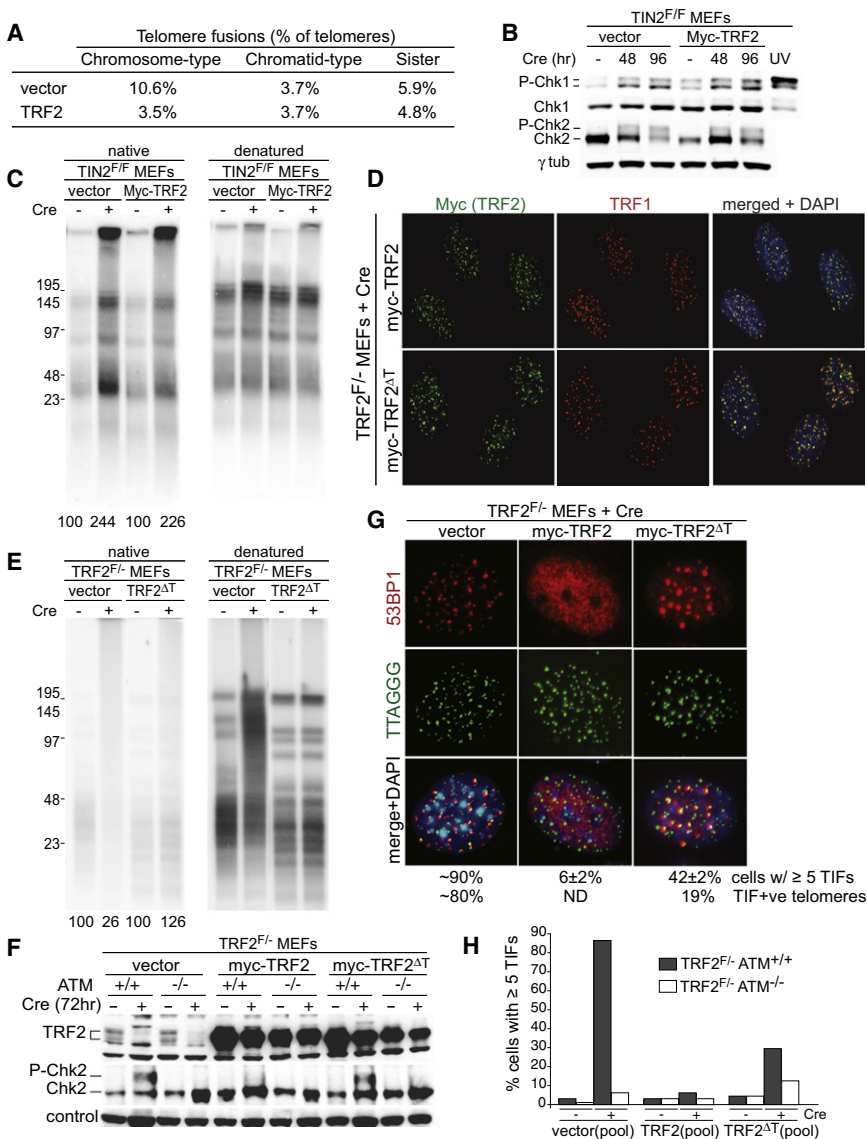 A
Telomere fusions (% of telomeres)
Chromosome-type Chromatid-type Sister
vector 10.6% 3.7% 5.9%
TRF2 3.5% 3.7% 4.8%
B
TIN2F/F MEFs
vector Myc-TRF2
Cre (hr) - 48 96 - 48 96 UV
P-Chk1
Chk1
P-Chk2
Chk2
γ tub
C
native denatured
TIN2F/F MEFs TIN2F/F MEFs
vector Myc-TRF2 vector Myc-TRF2
Cre - + - + - + - +
195
145
97
48
23
100 244 100 226
D
Myc (TRF2) TRF1 merged + DAPI
TRF2F/- MEFs + Cre
myc-TRF2
myc-TRF2ΔT
E
native denatured
TRF2F/- MEFs TRF2F/- MEFs
vector TRF2ΔT vector TRF2ΔT
Cre - + - + - + - +
195
145
97
48
23
100 26 100 126
F
TRF2F/- MEFs
vector myc-TRF2 myc-TRF2ΔT
ATM +/+ -/- +/+ -/- +/+ -/-
Cre (72hr) - + - + - + - + - + - +
TRF2
P-Chk2
Chk2
control
G
TRF2F/- MEFs + Cre
vector myc-TRF2 myc-TRF2ΔT
53BP1
TTAGGG
merge+DAPI
~90% 6±2% 42±2% cells w/ ≥ 5 TIFs
~80% ND 19% TIF+ve telomeres
H
% cells with ≥ 5 TIFs
90
80
70
60
50
40
30
20
10
0
TRF2F/- ATM+/+
TRF2F/- ATM-/-
- + - + - + Cre
vector(pool) TRF2(pool) TRF2ΔT(pool)